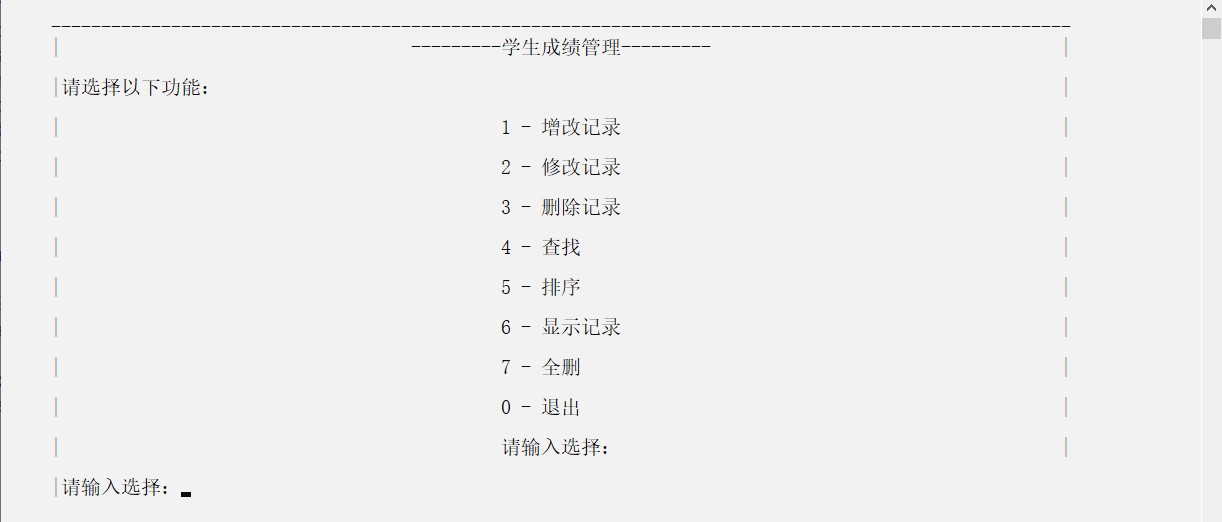 ---------学生成绩管理---------
|请选择以下功能： |
| 1 - 增改记录 |
| 2 - 修改记录 |
| 3 - 删除记录 |
| 4 - 查找 |
| 5 - 排序 |
| 6 - 显示记录 |
| 7 - 全删 |
| 0 - 退出 |
| 请输入选择： |
|请输入选择：